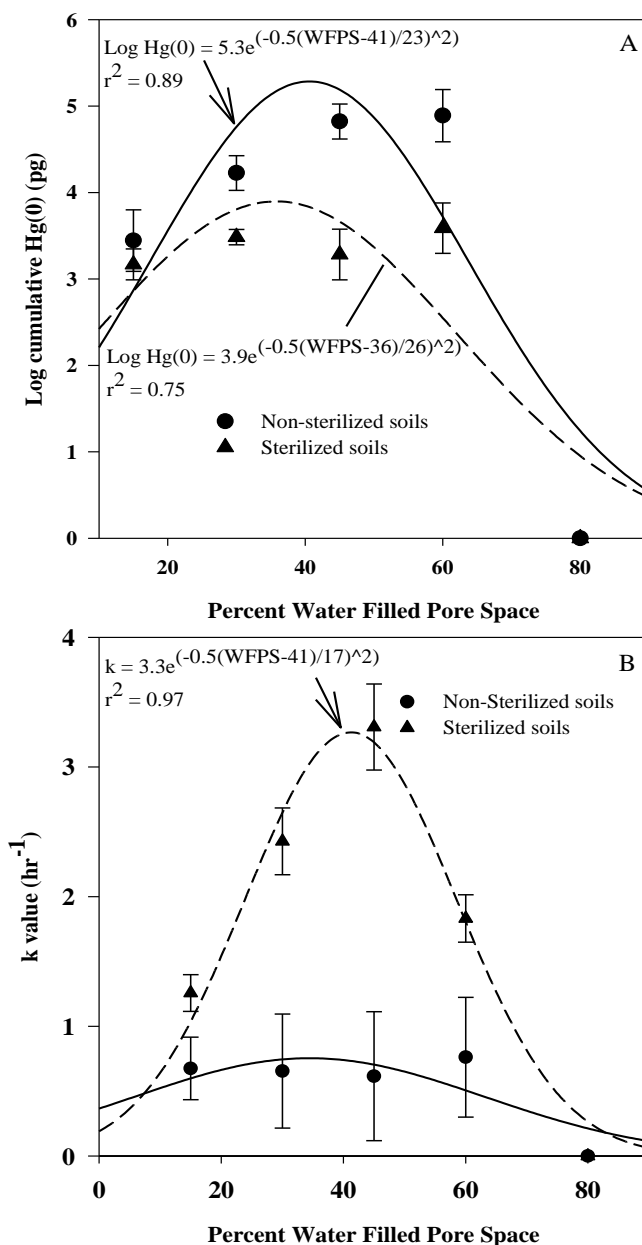 A
Log Hg(0) = 5.3e(-0.5(WFPS-41)/23)^2)
r2 = 0.89
6
5
4
3
2
1
0
Log cumulative Hg(0) (pg)
Log Hg(0) = 3.9e(-0.5(WFPS-36)/26)^2)
r2 = 0.75
Non-sterilized soils
Sterilized soils
20 40 60 80
Percent Water Filled Pore Space
B
k = 3.3e(-0.5(WFPS-41)/17)^2)
r2 = 0.97
Non-Sterilized soils
Sterilized soils
4
3
2
1
0
k value (hr-1)
0 20 40 60 80
Percent Water Filled Pore Space